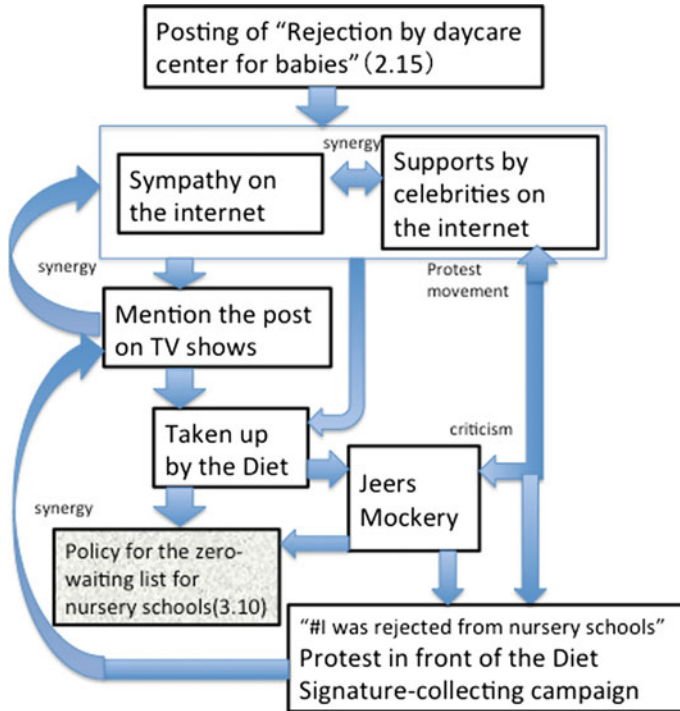 Posting of “Rejection by daycare
center for babies”(2.15)
synergy
Sympathy on
the internet
Supports by
celebrities on
the internet
synergy
Protest
movement
Mention the post
on TV shows
Taken up
by the Diet
criticism
Jeers
Mockery
synergy
Policy for the zero-
waiting list for
nursery schools(3.10)
“#I was rejected from nursery schools”
Protest in front of the Diet
Signature-collecting campaign